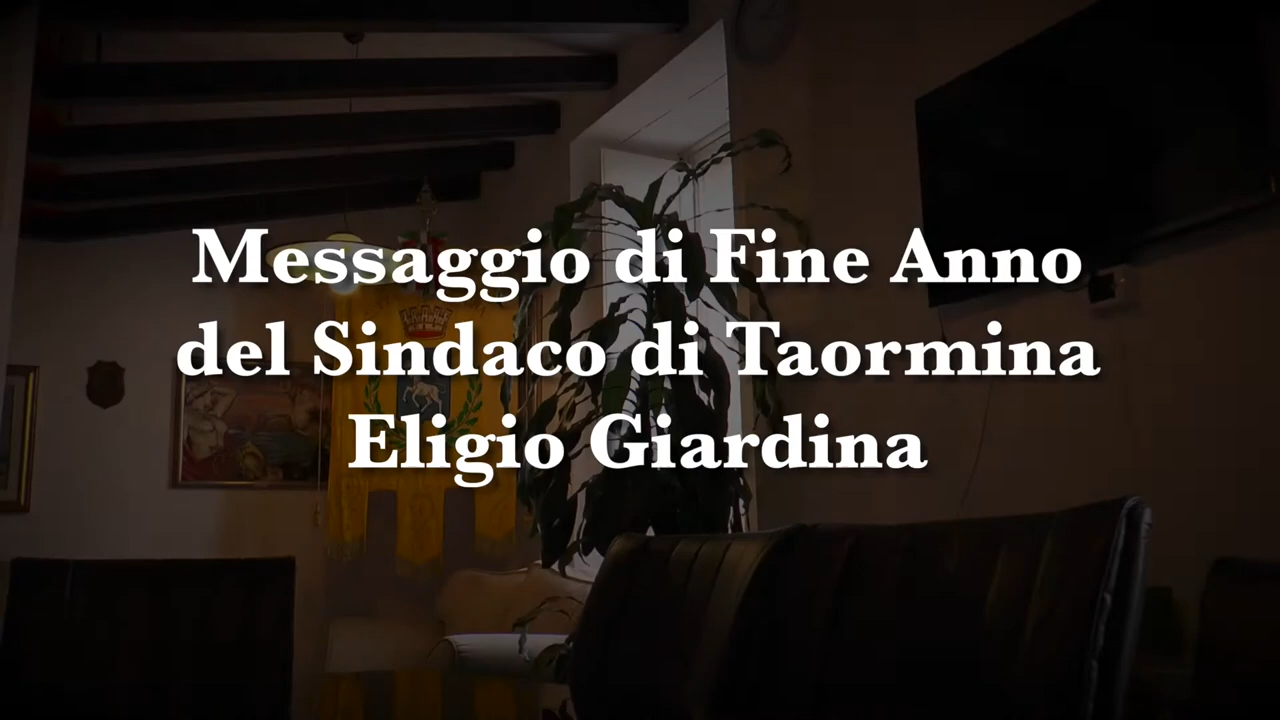 Messaggio di Fine Anno
del Sindaco di Taormina
Eligio Giardina